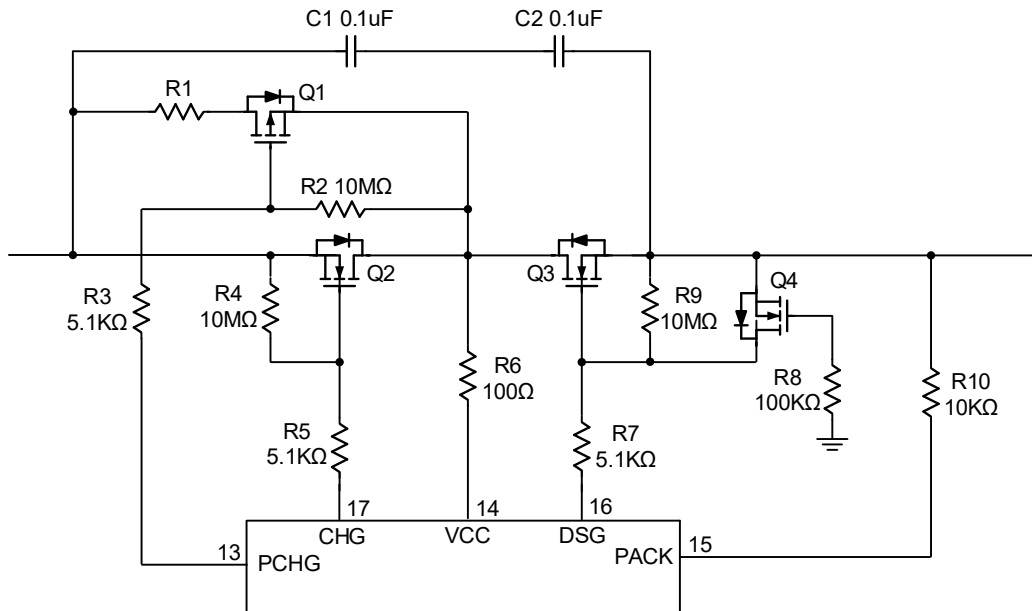 C1 0.1uF
C2 0.1uF
R1
Q1
R2 10MΩ
Q2
Q3
Q4
R3
5.1KΩ
R4
10MΩ
R9
10MΩ
R6
100Ω
R8
100KΩ
R10
10KΩ
R5
5.1KΩ
R7
5.1KΩ
17
14
16
CHG
VCC
DSG
13
PCHG
PACK
15